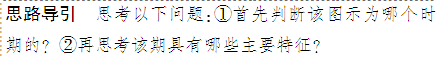 思路导引　思考以下问题:①首先判断该图示为哪个时
期的? ②再思考该期具有哪些主要特征?